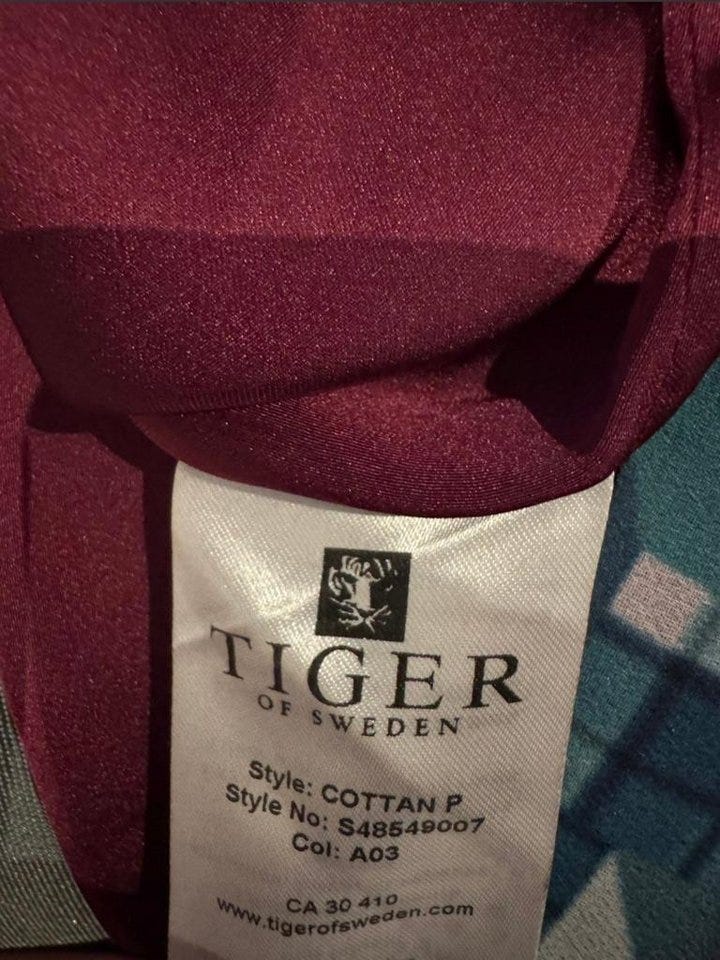 TIGER
OF SWEDEN
Style: COTTAN P
Style No: S48549007
Col: A03
CA 30 410
www.tigerofsweden.com